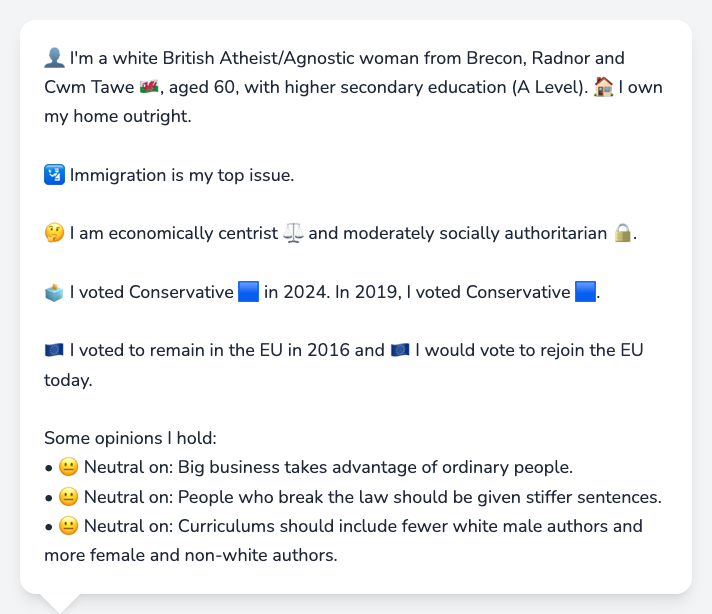 👤 I'm a white British Atheist/Agnostic woman from Brecon, Radnor and
Cwm Tawe 🏴󠁧󠁢󠁷󠁬󠁳󠁿, aged 60, with higher secondary education (A Level). 🏠 I own
my home outright.
🛂 Immigration is my top issue.
🤔 I am economically centrist ⚖️ and moderately socially authoritarian 🔒.
🗳️ I voted Conservative 🟦 in 2024. In 2019, I voted Conservative 🟦.
🇪🇺 I voted to remain in the EU in 2016 and 🇪🇺 I would vote to rejoin the EU
today.
Some opinions I hold:
• 😐 Neutral on: Big business takes advantage of ordinary people.
• 😐 Neutral on: People who break the law should be given stiffer sentences.
• 😐 Neutral on: Curriculums should include fewer white male authors and
more female and non-white authors.